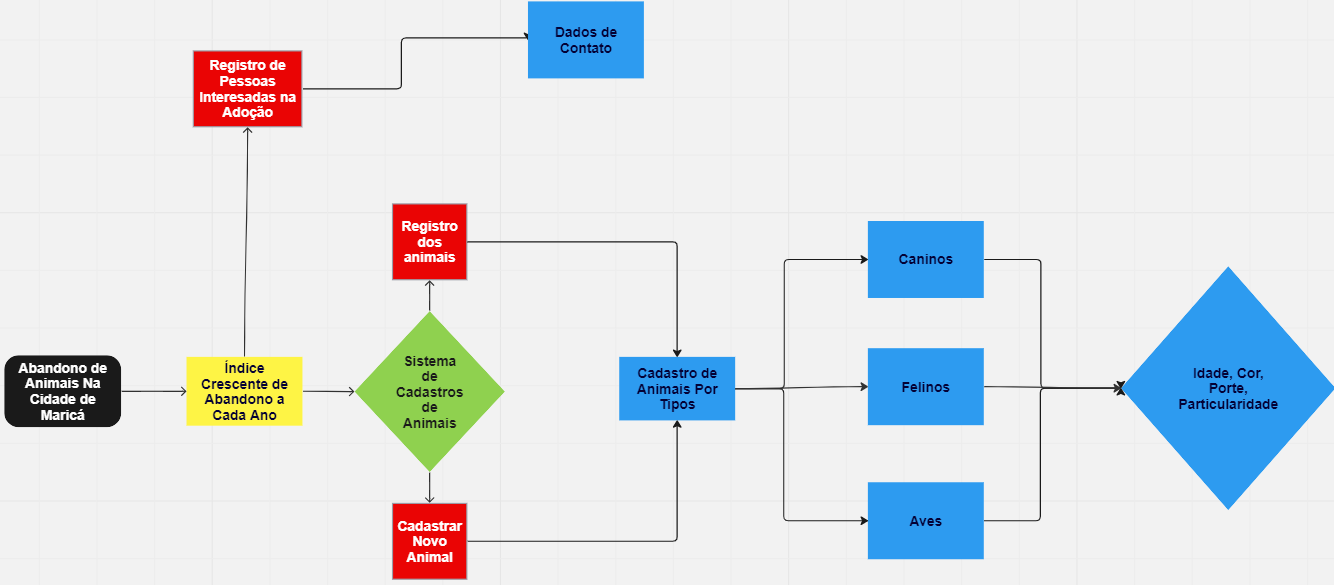 Dados de
Contato
Registro de
Pessoas
Interesadas na
Adoção
Registro
dos
animais
Caninos
Abandono de
Animais Na
Cidade de
Maricá
Índice
Crescente de
Abandono a
Cada Ano
Sistema
de
Cadastros
de
Animais
Cadastro de
Animais Por
Tipos
Felinos
Idade, Cor,
Porte,
Particularidade
Cadastrar
Novo
Animal
Aves